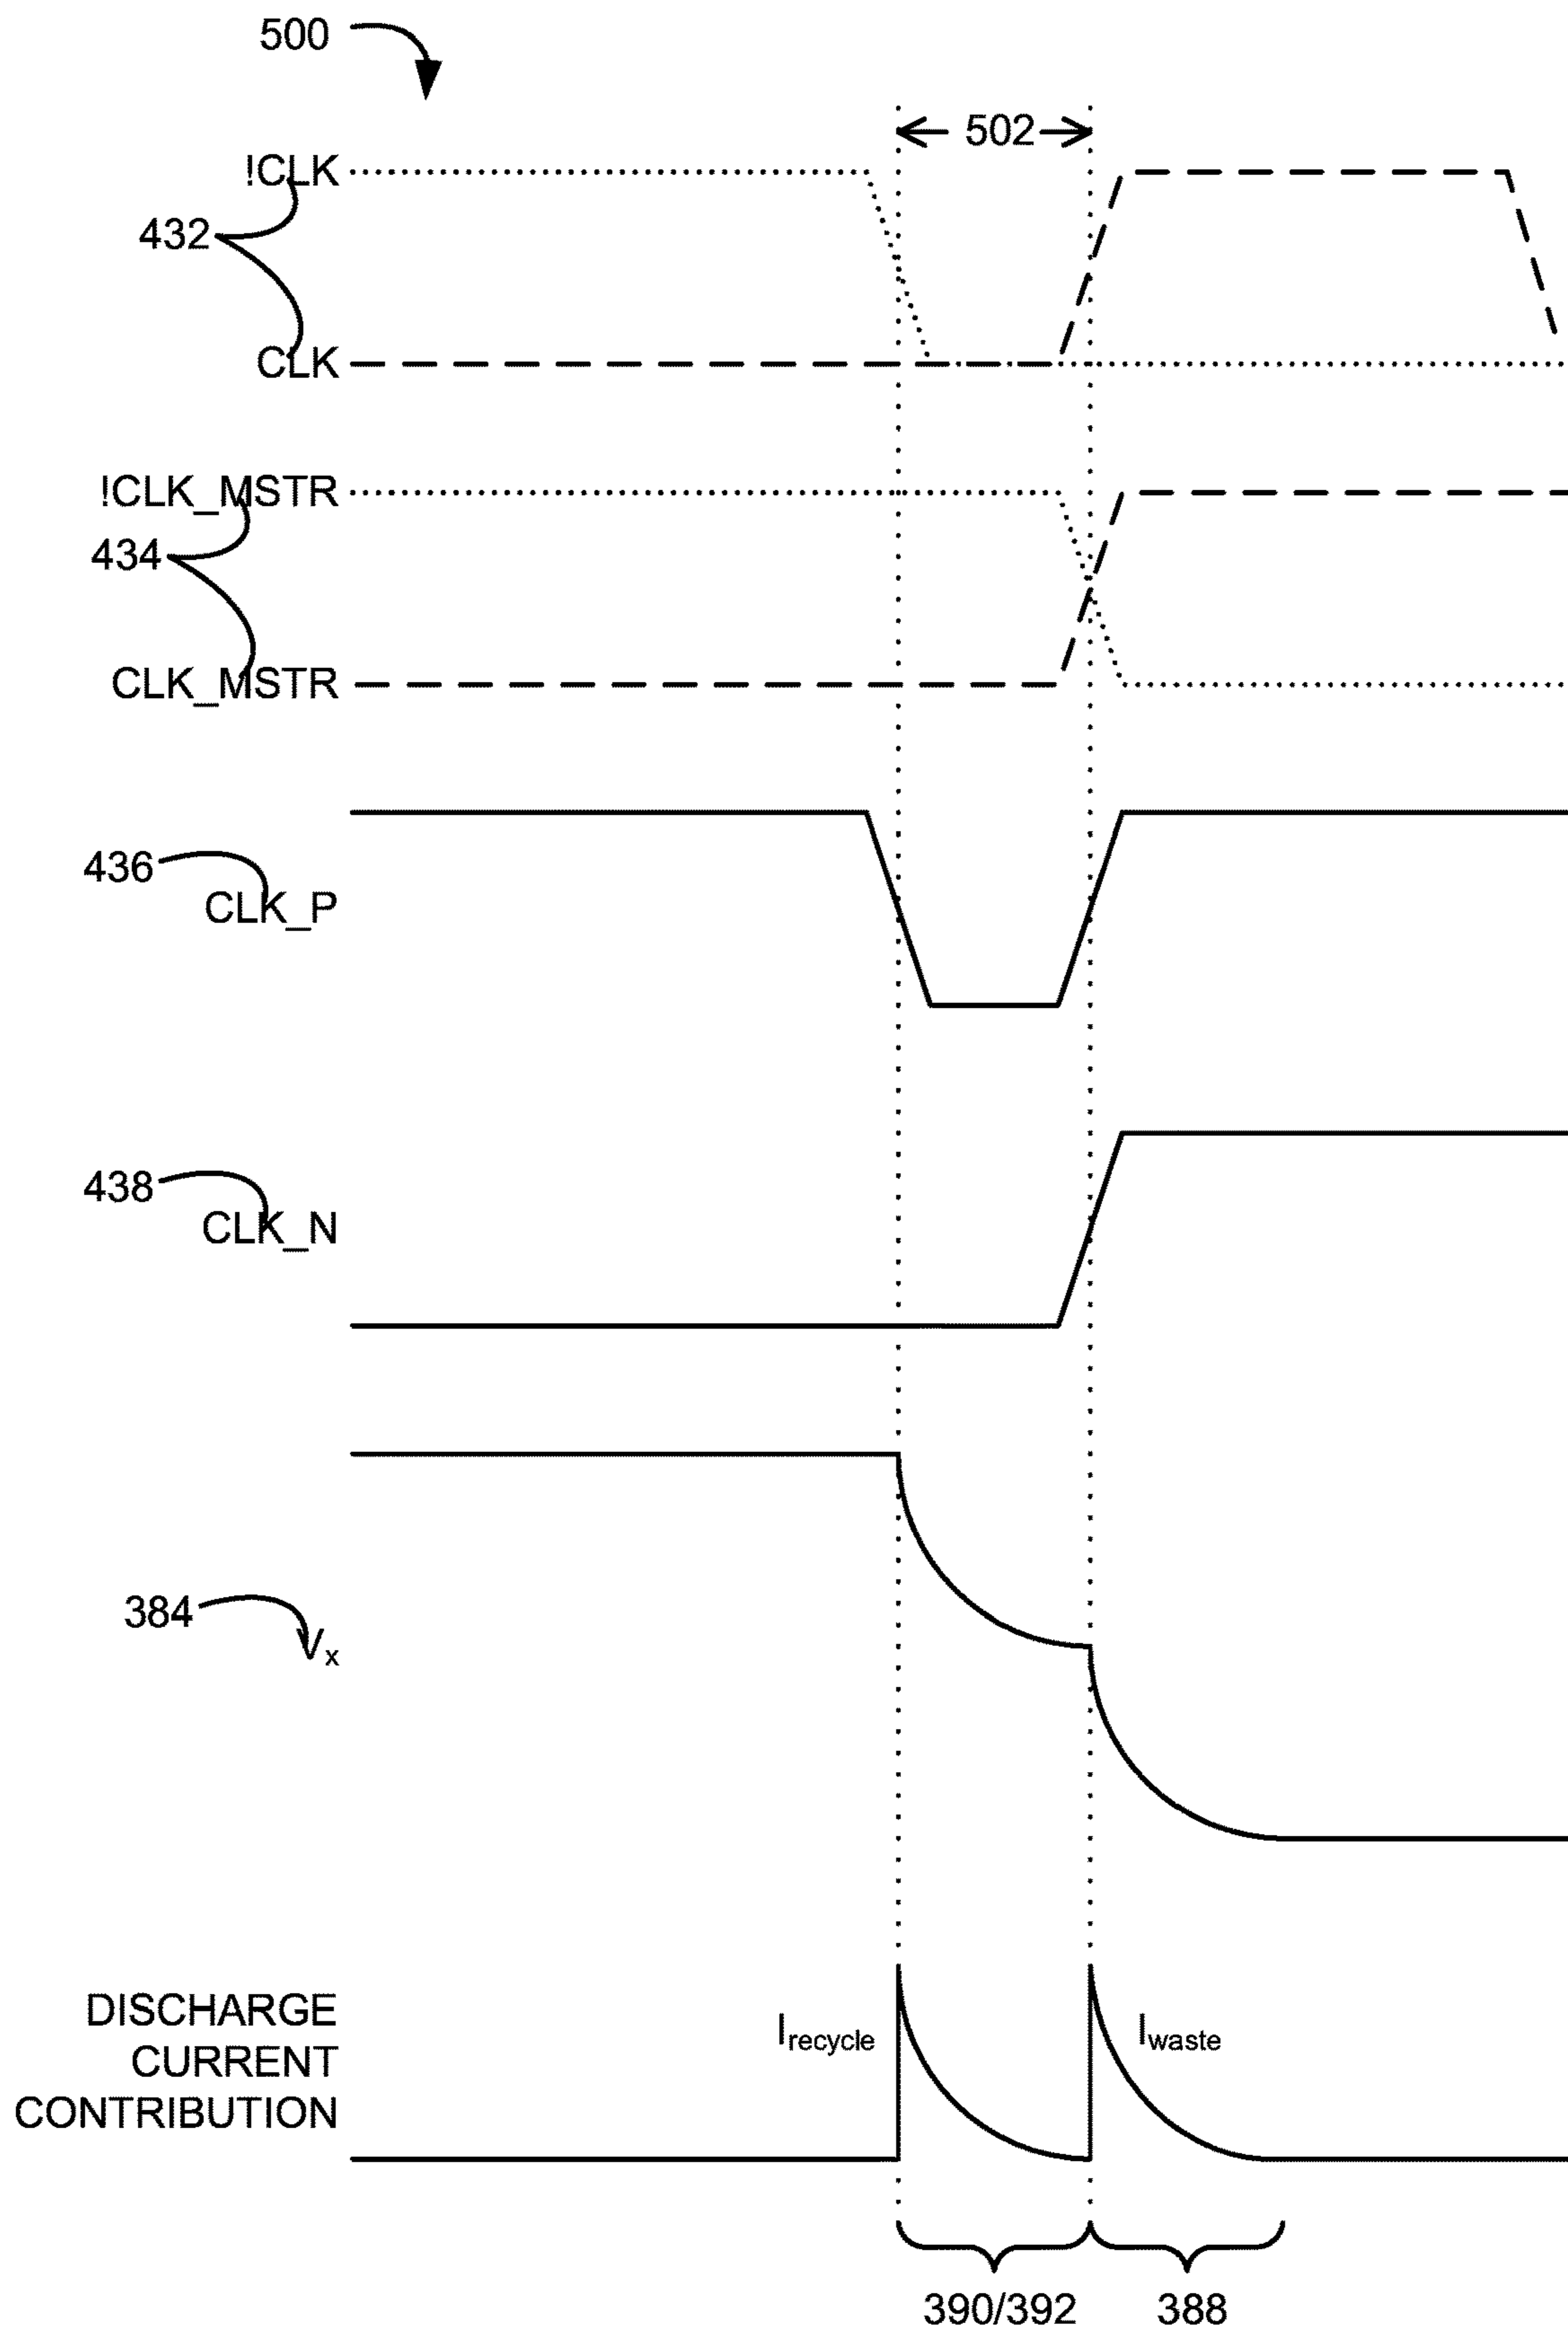 500
502
!CLK
432
CLK
!CLK_MSTR
434
CLK_MSTR
436
CLK_P
438
CLK_N
384
Vx
DISCHARGE
CURRENT
CONTRIBUTION
Irecycle
Iwaste
390/392
388